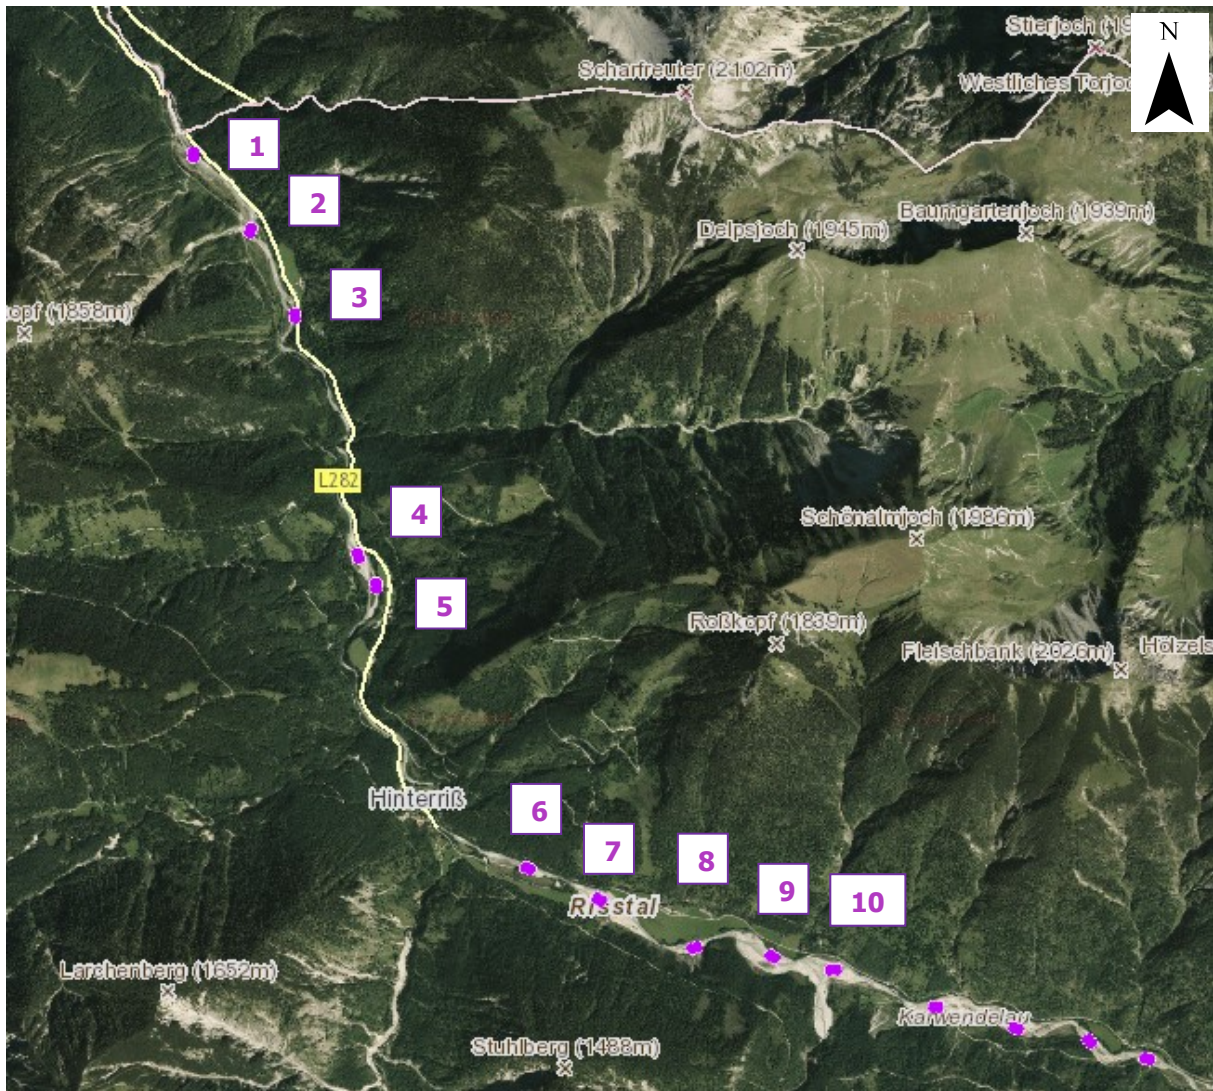 Stierjoch (19
N
Scharfreuter (2102m)
Westliches Torjoc
1
2
Baumgartenjoch (1939m)
Delpsjoch (1945m)
3
kopf (1858m)
L282
4
Schönalmjoch (1986m)
5
Roßkopf (1839m)
Fleischbank (2026m)
Hölzels
Hinterriß
6
7
8
9
10
Risstal
Larchenberg (1652m)
Karwendelau
Stuhlberg (1488m)